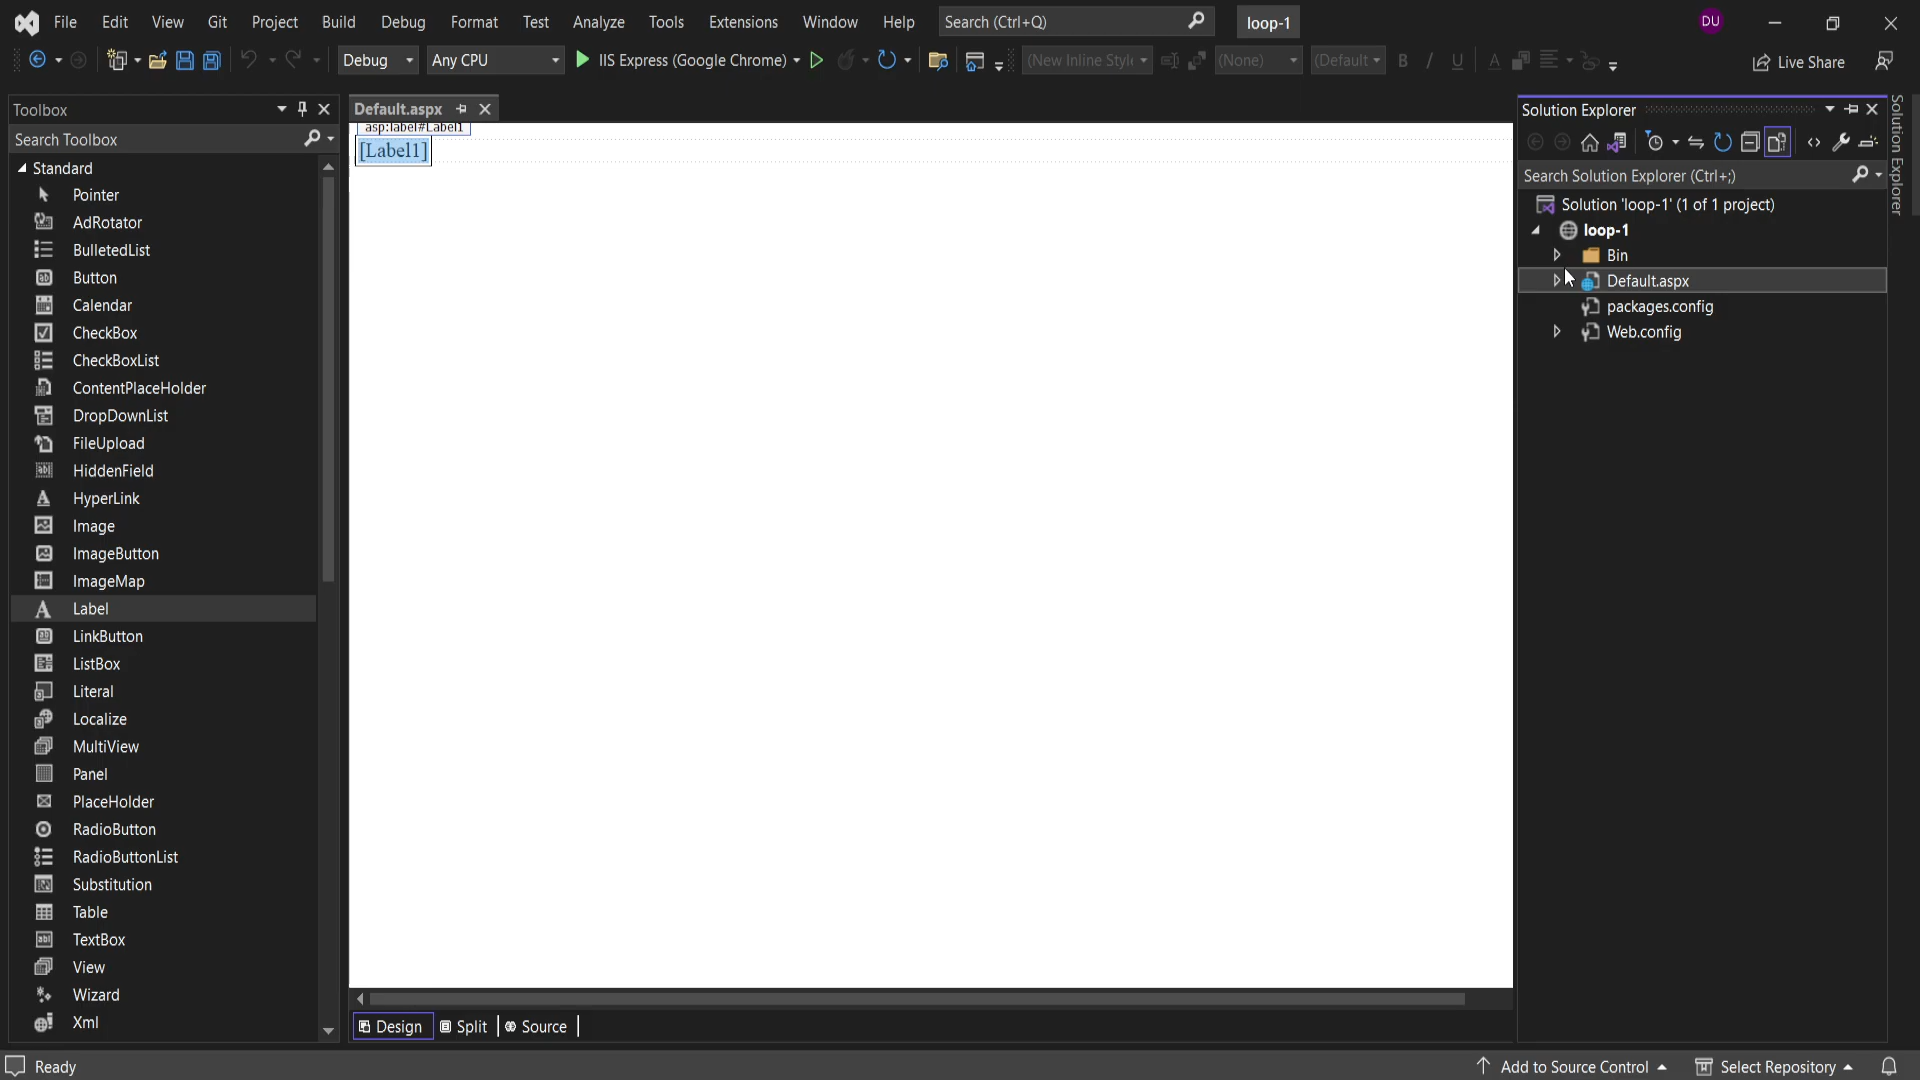 File Edit View Git Project Build Debug Format Test Analyze Tools Extensions Window Help Search (Ctrl+Q) loop-1 DU
Debug Any CPU IIS Express (Google Chrome) (New Inline Style (None) (Default B I U A Live Share
Toolbox
Search Toolbox
Standard
Pointer
AdRotator
BulletedList
Button
Calendar
CheckBox
CheckBoxList
ContentPlaceHolder
DropDownList
FileUpload
HiddenField
HyperLink
Image
ImageButton
ImageMap
Label
LinkButton
ListBox
Literal
Localize
MultiView
Panel
PlaceHolder
RadioButton
RadioButtonList
Substitution
Table
TextBox
View
Wizard
Xml
Default.aspx
asp:label#Label1
[Label1]
Design Split Source
Solution Explorer
Search Solution Explorer (Ctrl+;)
Solution 'loop-1' (1 of 1 project)
loop-1
Bin
Default.aspx
packages.config
Web.config
Solution Explorer
Ready Add to Source Control Select Repository